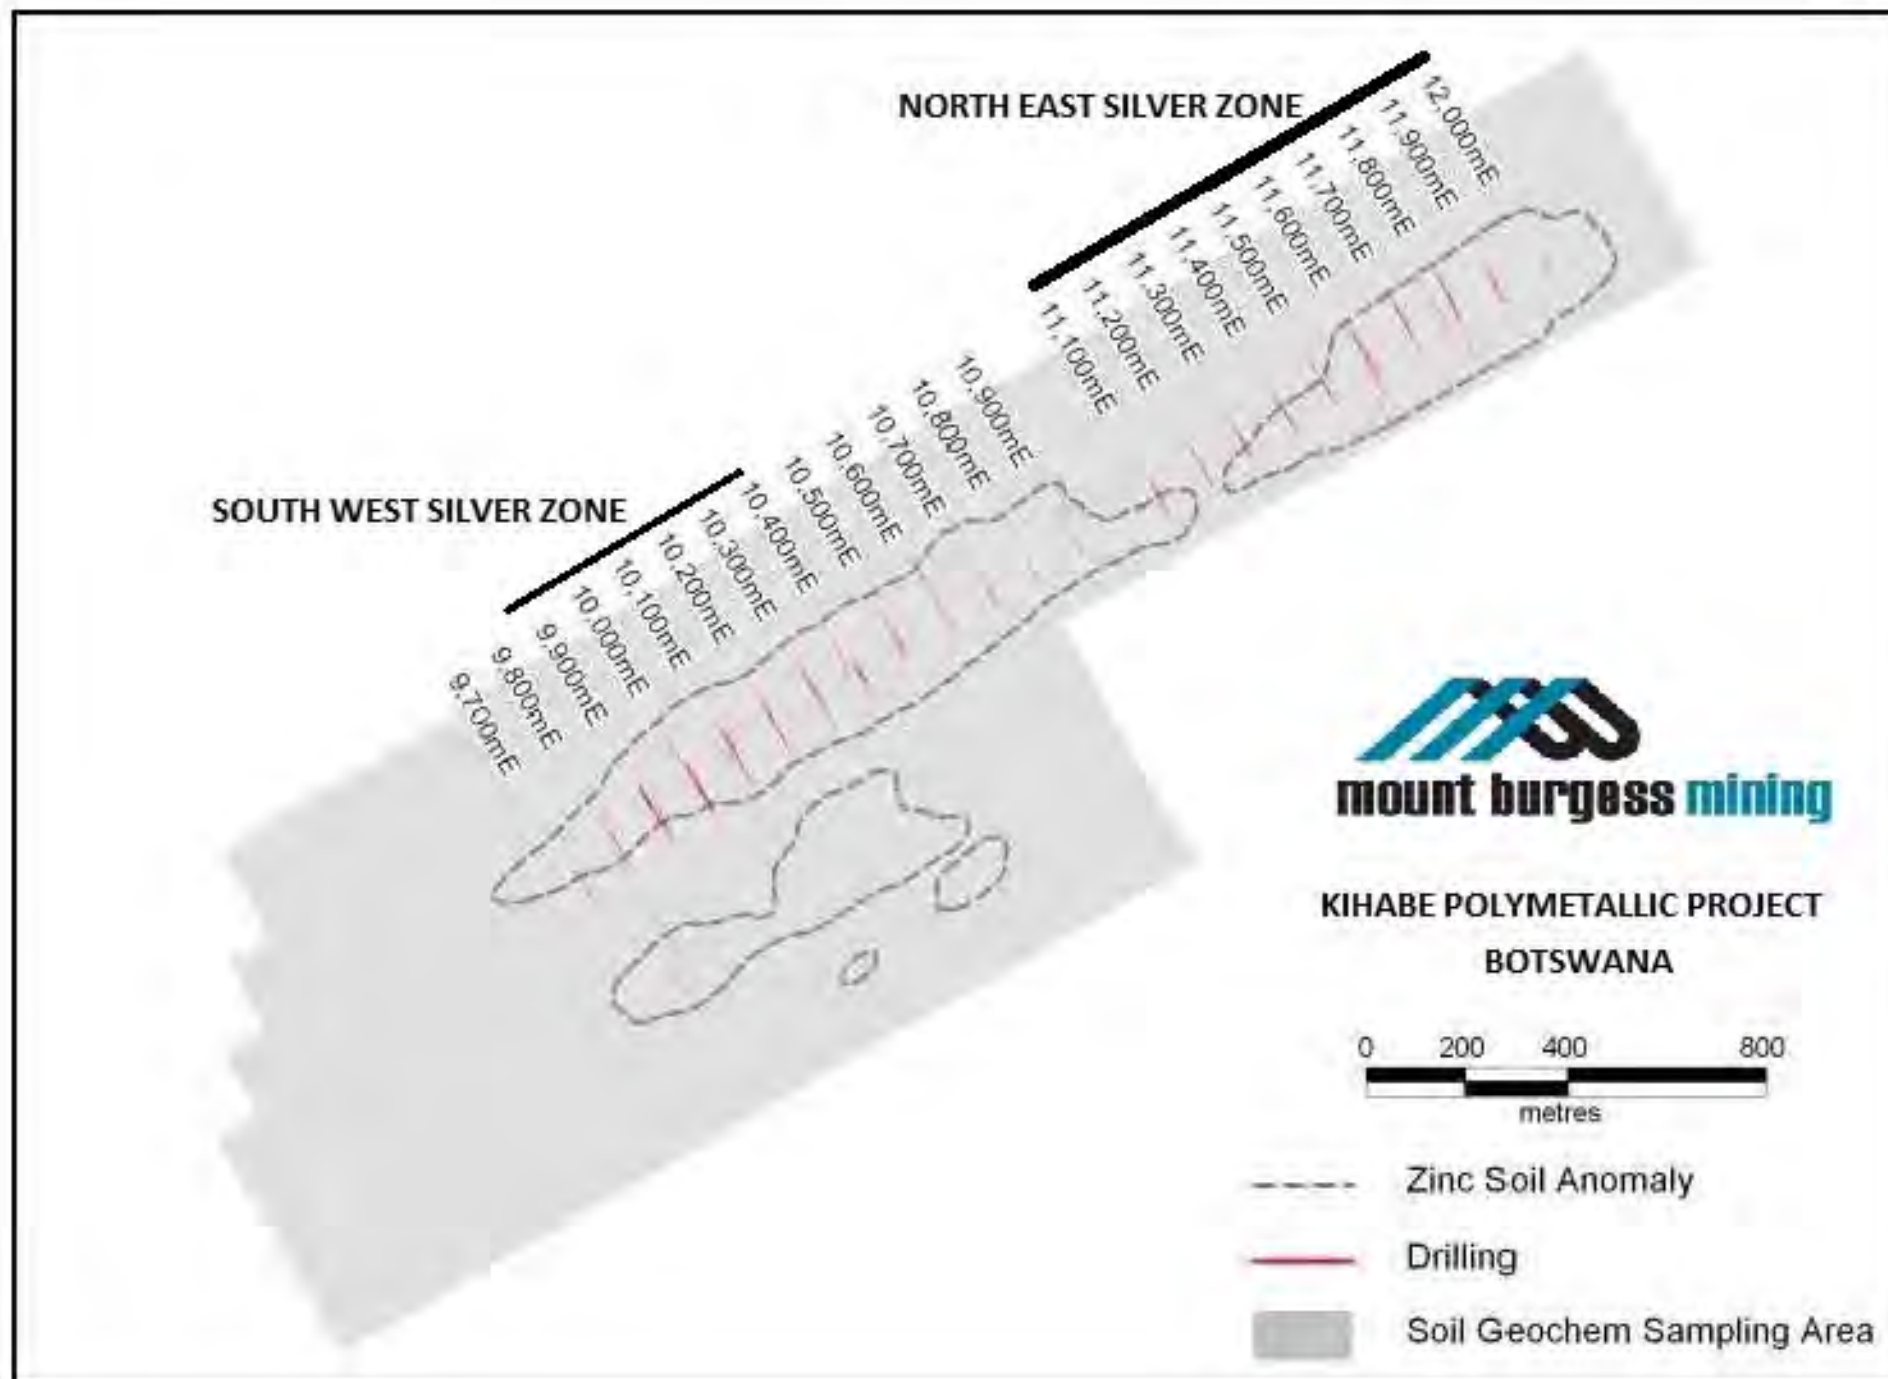 NORTH EAST SILVER ZONE
12,000mE
11,900mE
11,800mE
11,700mE
11,600mE
11,500mE
11,400mE
11,300mE
11,200mE
11,100mE
10,900mE
10,800mE
10,700mE
10,600mE
10,500mE
10,400mE
10,300mE
10,200mE
10,100mE
10,000mE
9,900mE
9,800mE
9,700mE
SOUTH WEST SILVER ZONE
mount burgess mining
KIHABE POLYMETALLIC PROJECT
BOTSWANA
0 200 400 800
metres
Zinc Soil Anomaly
Drilling
Soil Geochem Sampling Area